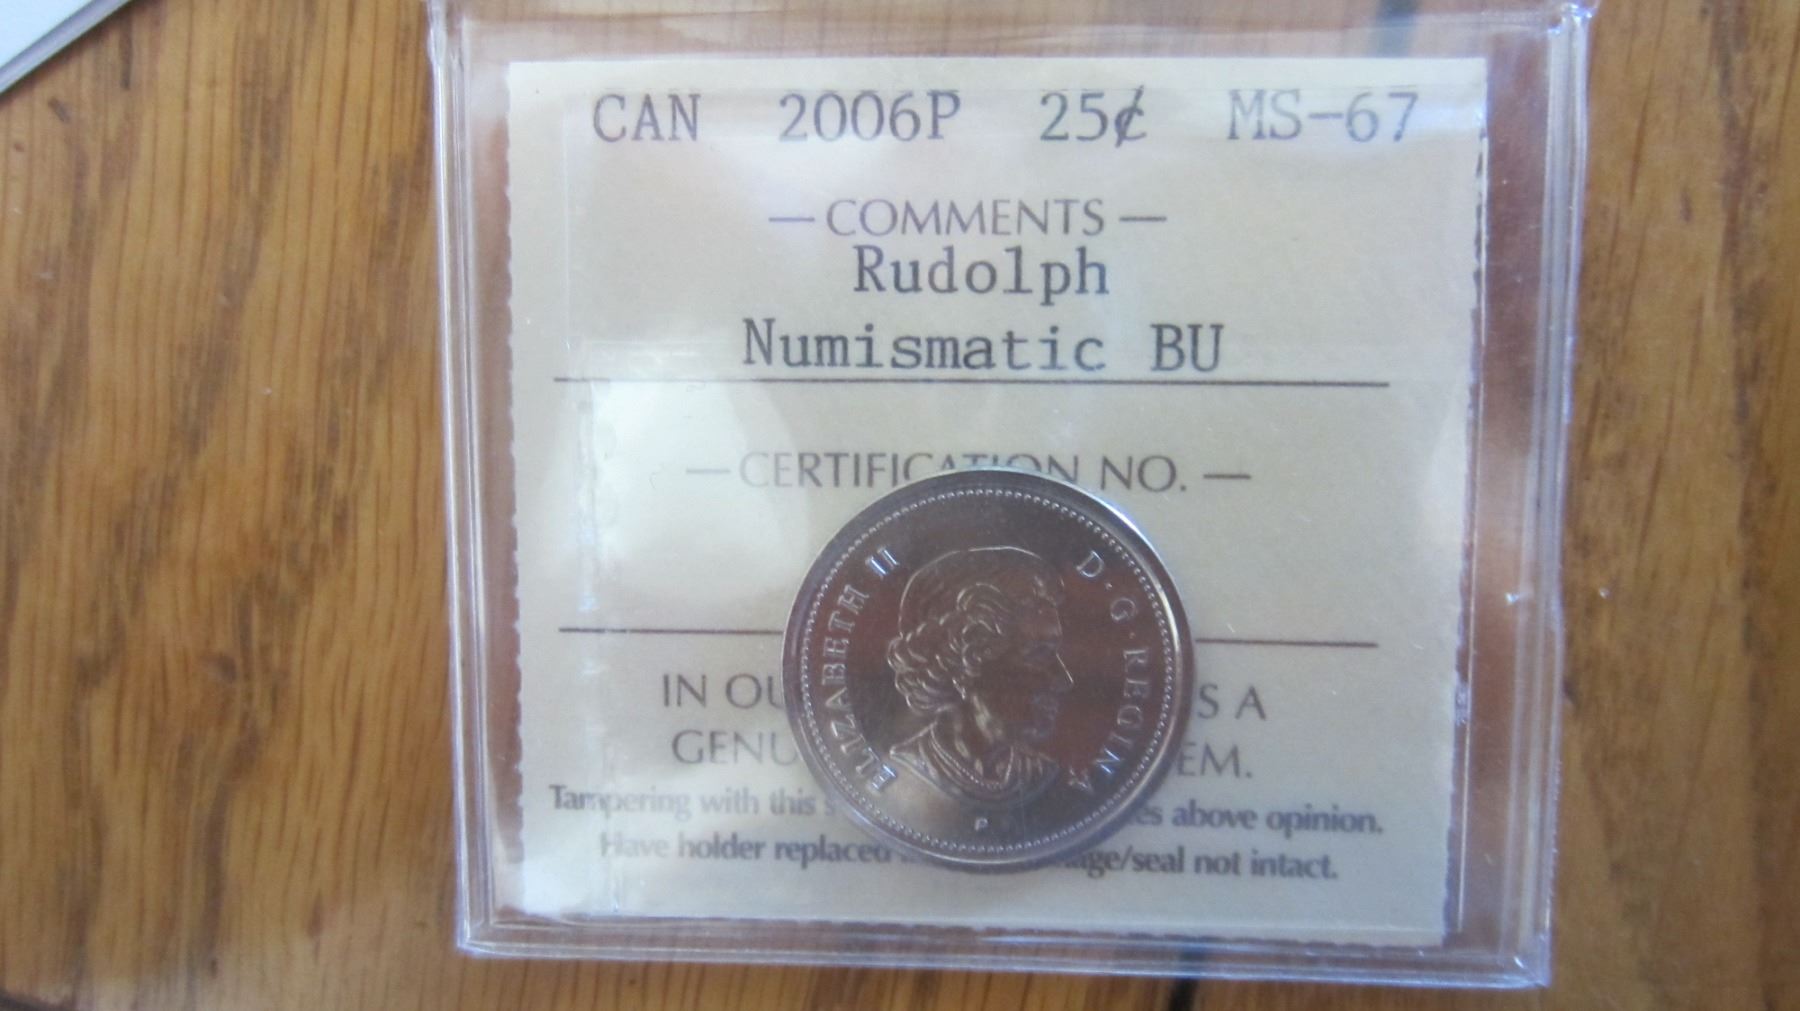 CAN 2006P 25¢ MS-67
— COMMENTS —
Rudolph
Numismatic BU
— CERTIFICATION NO. —
ELIZABETH II D·G·REGINA
P
IN OU S A
GENU EM.
Tampering with this s es above opinion.
Have holder replaced age/seal not intact.